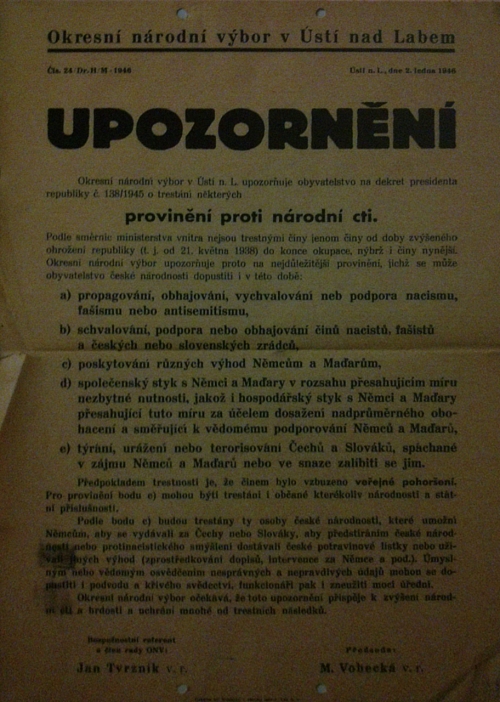 Okresní národní výbor v Ústí nad Labem
Čís. 24/Dr.H/H-1946 Ústí n. L., dne 2. ledna 1946
UPOZORNĚNÍ
Okresní národní výbor v Ústí n. L. upozorňuje obyvatelstvo na dekret presidenta
republiky č. 138/1945 o trestání některých
provinění proti národní cti.
Podle směrnic ministerstva vnitra nejsou trestnými činy jenom činy od doby zvýšeného
ohrožení republiky (t. j. od 21. května 1938) do konce okupace, nýbrž i činy nynější.
Okresní národní výbor upozorňuje proto na nejdůležitější provinění, jichž se může
obyvatelstvo české národnosti dopostiti i v této době:
a) propagování, obhajování, vychvalování neb podpora nacismu,
fašismu nebo antisemitismu,
b) schvalování, podpora nebo obhajování činů nacistů, fašistů
a českých nebo slovenských zrádců,
c) poskytování různých výhod Němcům a Maďarům,
d) společenský styk s Němci a Maďary v rozsahu přesahujícím míru
nezbytné nutnosti, jakož i hospodářský styk s Němci a Maďary
přesahující tuto míru za účelem dosažení nadprůměrného obo-
hacení a směřující k vědomému podporování Němců a Maďarů,
e) týrání, urážení nebo terorisování Čechů a Slováků, spáchané
v zájmu Němců a Maďarů nebo ve snaze zalíbiti se jim.
Předpokladem trestnosti je, že činem bylo vzbuzeno veřejné pohoršení.
Pro provinění bodu e) mohou býti trestáni i občané kterékoliv národnosti a stát-
ní příslušnosti.
Podle bodu c) budou trestány ty osoby české národnosti, které umožní
Němcům, aby se vydávali za Čechy nebo Slováky, aby předstíráním české národ-
nosti nebo protinacistického smýšlení dostávali české potravinové lístky nebo uží-
vali jiných výhod (zprostředkování dopisů, intervence za Němce a pod.). Úmysl-
ným nebo vědomým osvědčením nesprávných a nepravdivých údajů mohou se do-
pustiti i podvodu a křivého svědectví, funkcionáři pak i zneužití moci úřední.
Okresní národní výbor očekává, že toto upozornění přispěje k zvýšení národ-
ní cti a hrdosti a uchrání mnohé od trestních následků.
Bezpečnostní referent
a člen rady ONV: Předseda:
Jan Tvrzník v. r. M. Vobecká v. r.